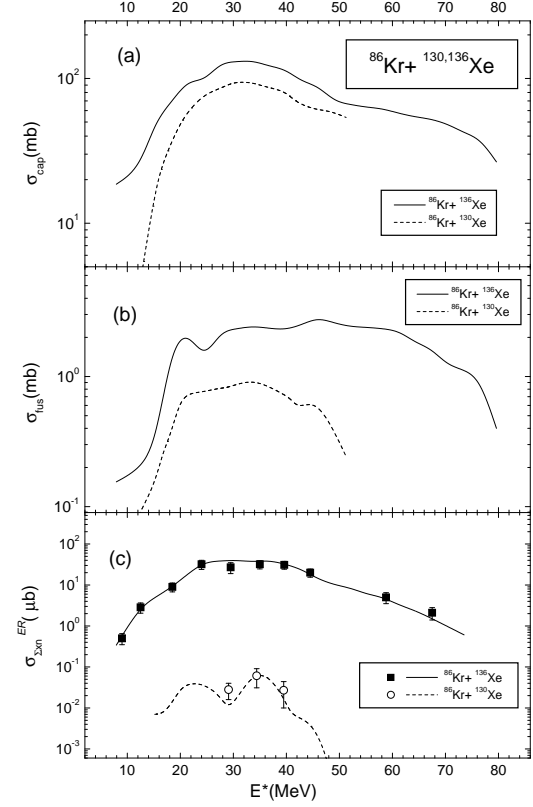 10 20 30 40 50 60 70 80
(a)
⁸⁶Kr+ ¹³⁰,¹³⁶Xe
10²
10¹
σcap(mb)
⁸⁶Kr+ ¹³⁶Xe
⁸⁶Kr+ ¹³⁰Xe
(b)
⁸⁶Kr+ ¹³⁶Xe
⁸⁶Kr+ ¹³⁰Xe
10⁰
10⁻¹
σfus(mb)
(c)
10²
10¹
10⁰
10⁻¹
10⁻²
10⁻³
σΣxn ᴱᴿ( μb)
⁸⁶Kr+ ¹³⁶Xe
⁸⁶Kr+ ¹³⁰Xe
10 20 30 40 50 60 70 80
E*(MeV)